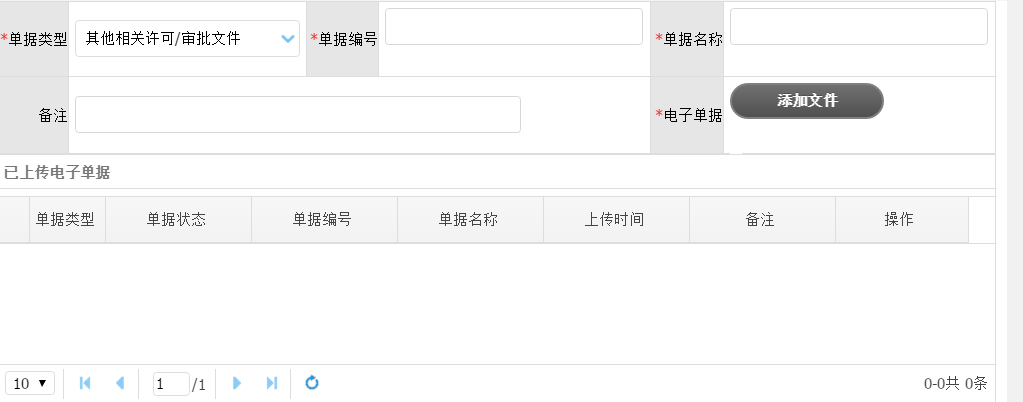 *单据类型 其他相关许可/审批文件 *单据编号 *单据名称
备注 *电子单据 添加文件
已上传电子单据
单据类型 单据状态 单据编号 单据名称 上传时间 备注 操作
10 1 /1 0-0共 0条